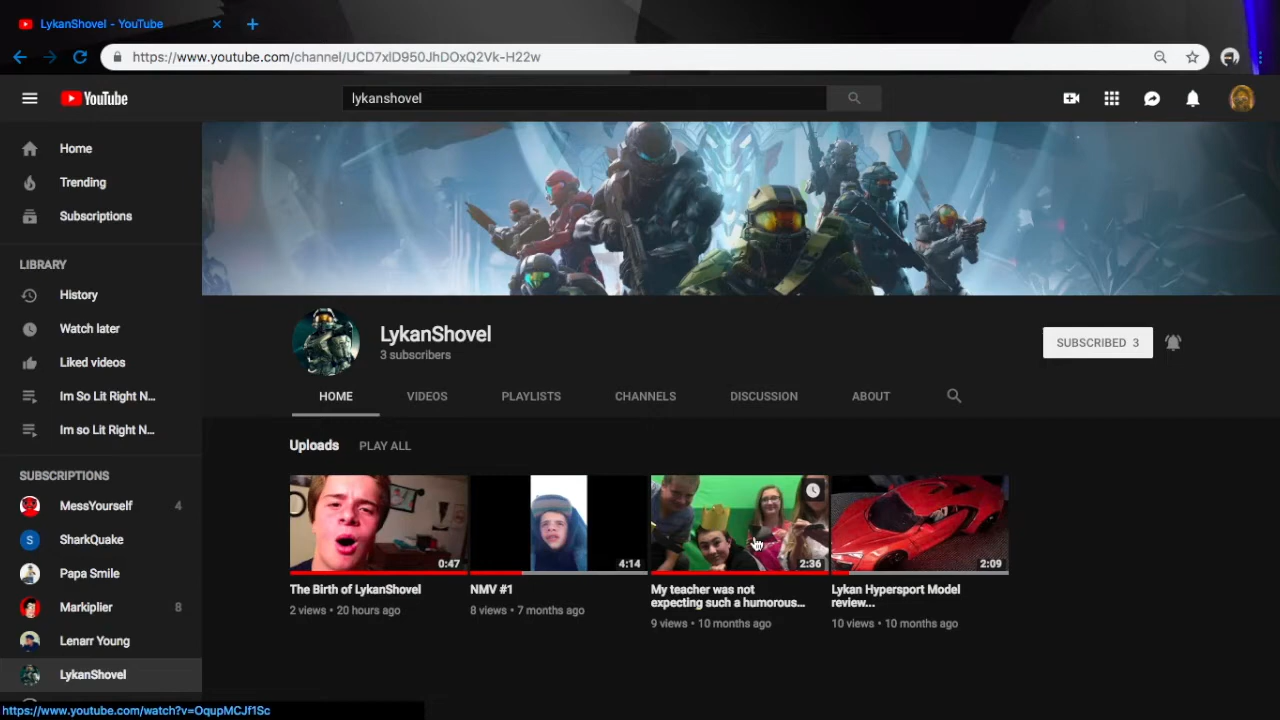 LykanShovel - YouTube
https://www.youtube.com/channel/UCD7xlD950JhDOxQ2Vk-H22w
YouTube
lykanshovel
Home
Trending
Subscriptions
LIBRARY
History
Watch later
Liked videos
Im So Lit Right N...
Im so Lit Right N...
SUBSCRIPTIONS
MessYourself 4
SharkQuake
Papa Smile
Markiplier 8
Lenarr Young
LykanShovel
LykanShovel
3 subscribers
SUBSCRIBED 3
HOME VIDEOS PLAYLISTS CHANNELS DISCUSSION ABOUT
Uploads PLAY ALL
0:47
The Birth of LykanShovel
2 views • 20 hours ago
4:14
NMV #1
8 views • 7 months ago
2:36
My teacher was not
expecting such a humorous...
9 views • 10 months ago
2:09
Lykan Hypersport Model
review...
10 views • 10 months ago
https://www.youtube.com/watch?v=OqupMCJf1Sc